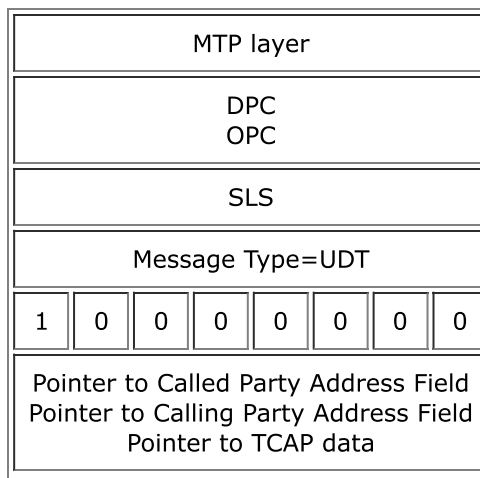 MTP layer
DPC
OPC
SLS
Message Type=UDT
1 0 0 0 0 0 0 0
Pointer to Called Party Address Field
Pointer to Calling Party Address Field
Pointer to TCAP data